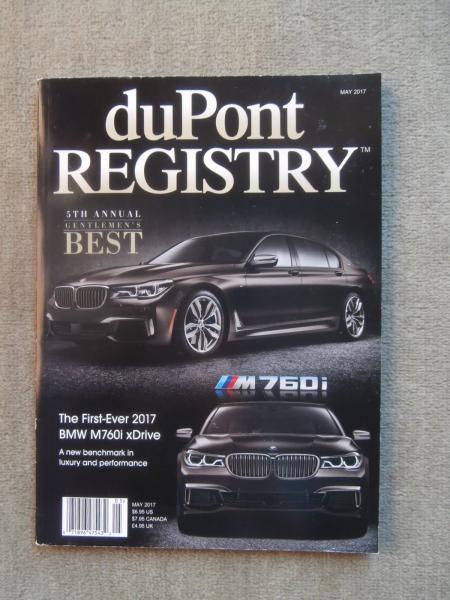 MAY 2017
duPont
REGISTRY™
5TH ANNUAL
GENTLEMEN'S
BEST
M760i
The First-Ever 2017
BMW M760i xDrive
A new benchmark in
luxury and performance
MAY 2017
$6.95 US
$7.95 CANADA
£4.95 UK